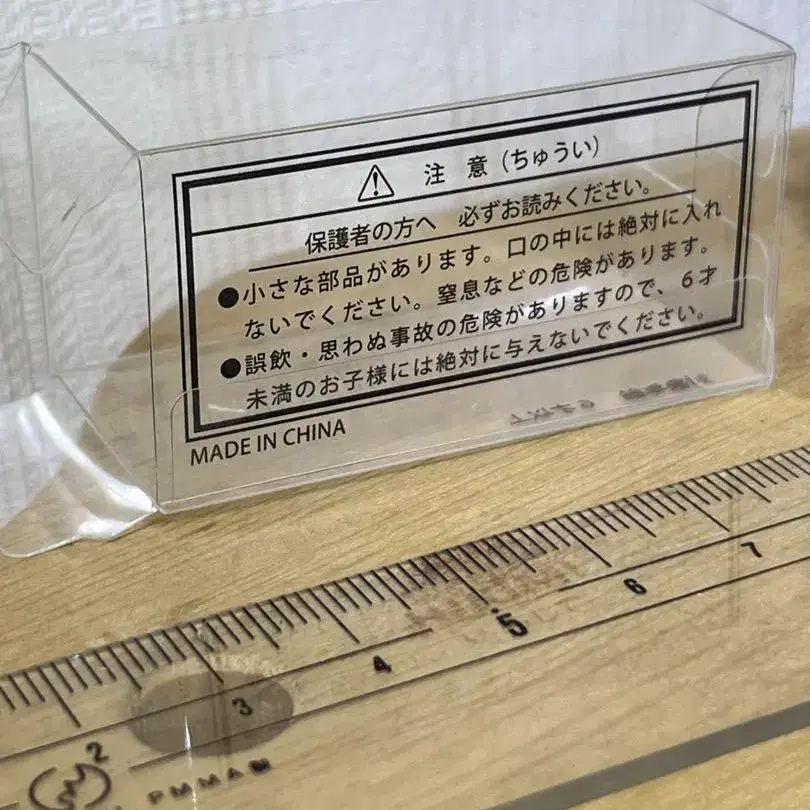 注 意 (ちゅうい)
保護者の方へ 必ずお読みください。
●小さな部品があります。口の中には絶対に入れ
ないでください。窒息などの危険があります。
●誤飲・思わぬ事故の危険がありますので、６才
未満のお子様には絶対に与えないでください。
MADE IN CHINA
3 4 5 6 7
PMMA